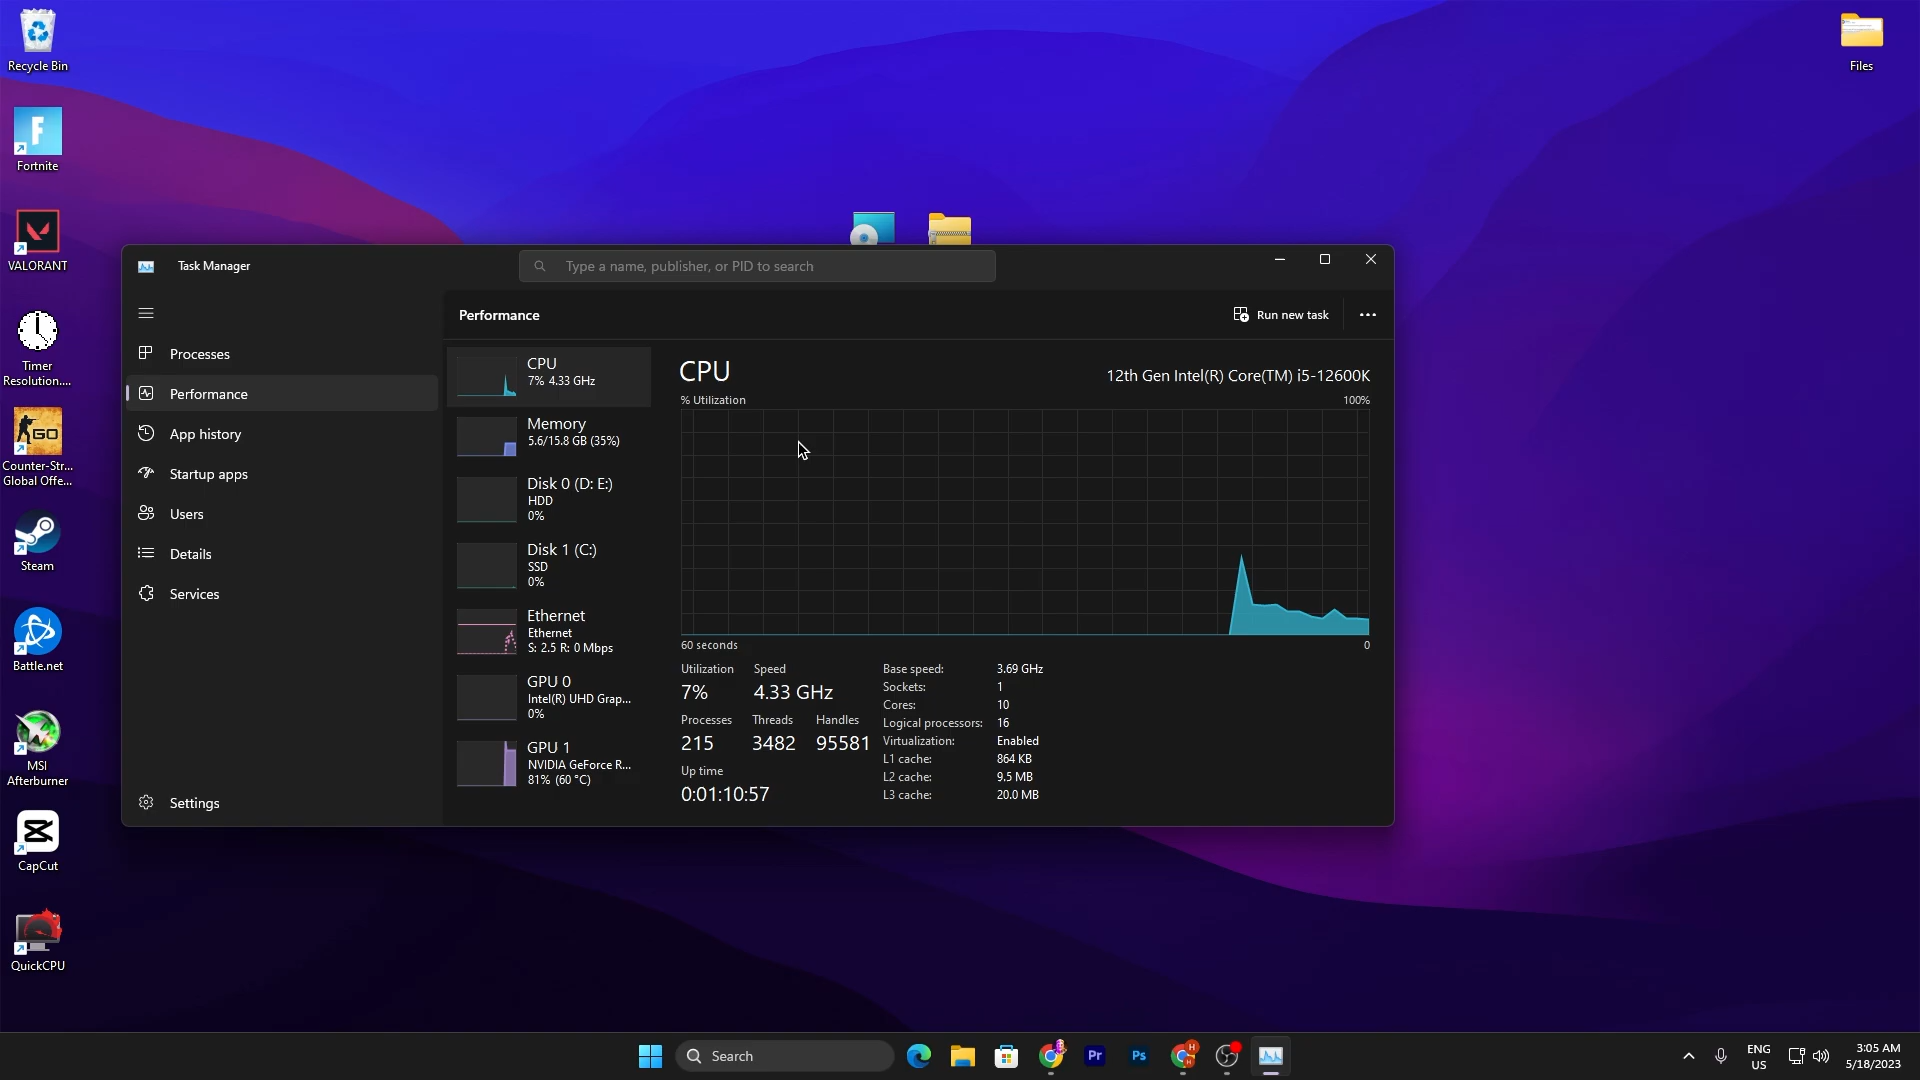 Recycle Bin
Files
Fortnite
VALORANT
Timer
Resolution....
GO
Counter-Str...
Global Offe...
Steam
Battle.net
MSI
Afterburner
CapCut
QuickCPU
Task Manager
Type a name, publisher, or PID to search
Processes
Performance
App history
Startup apps
Users
Details
Services
Settings
Performance
Run new task
CPU
7% 4.33 GHz
Memory
5.6/15.8 GB (35%)
Disk 0 (D: E:)
HDD
0%
Disk 1 (C:)
SSD
0%
Ethernet
Ethernet
S: 2.5 R: 0 Mbps
GPU 0
Intel(R) UHD Grap...
0%
GPU 1
NVIDIA GeForce R...
81% (60 °C)
CPU
12th Gen Intel(R) Core(TM) i5-12600K
% Utilization
100%
60 seconds
0
Utilization Speed
7% 4.33 GHz
Processes Threads Handles
215 3482 95581
Up time
0:01:10:57
Base speed: 3.69 GHz
Sockets: 1
Cores: 10
Logical processors: 16
Virtualization: Enabled
L1 cache: 864 KB
L2 cache: 9.5 MB
L3 cache: 20.0 MB
Search
Pr
Ps
H
ENG
US
3:05 AM
5/18/2023